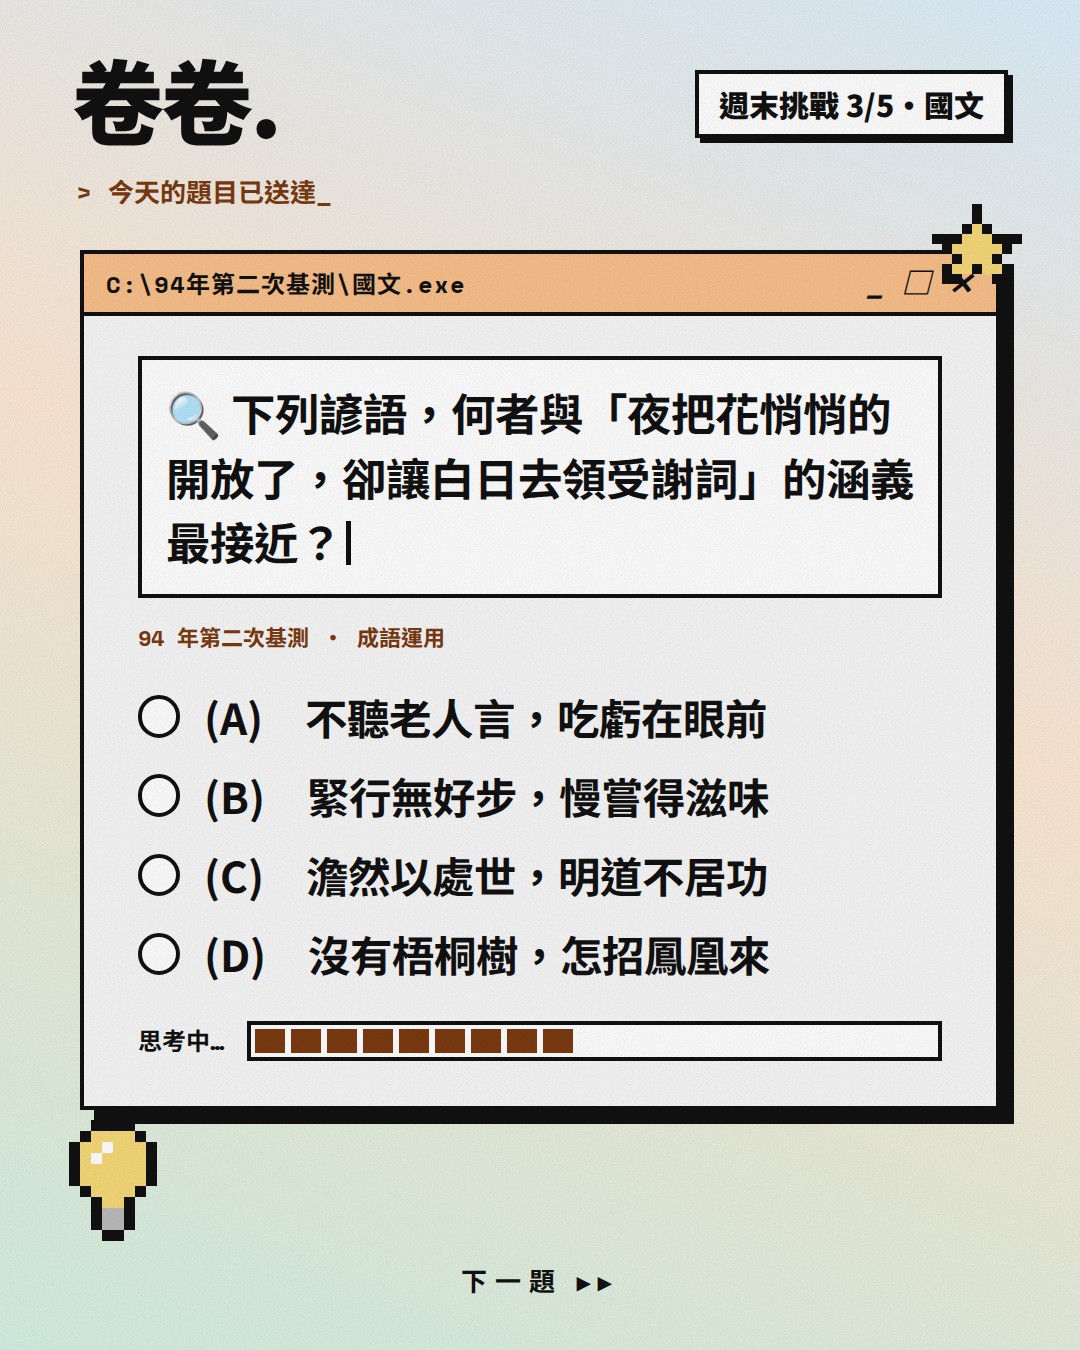 卷卷.
週末挑戰 3/5・國文
> 今天的題目已送達_
C:\94年第二次基測\國文.exe
_ □ ✕
🔍 下列諺語，何者與「夜把花悄悄的
開放了，卻讓白日去領受謝詞」的涵義
最接近？
94 年第二次基測 ・ 成語運用
(A) 不聽老人言，吃虧在眼前
(B) 緊行無好步，慢嘗得滋味
(C) 澹然以處世，明道不居功
(D) 沒有梧桐樹，怎招鳳凰來
思考中…
下一題 ▸▸